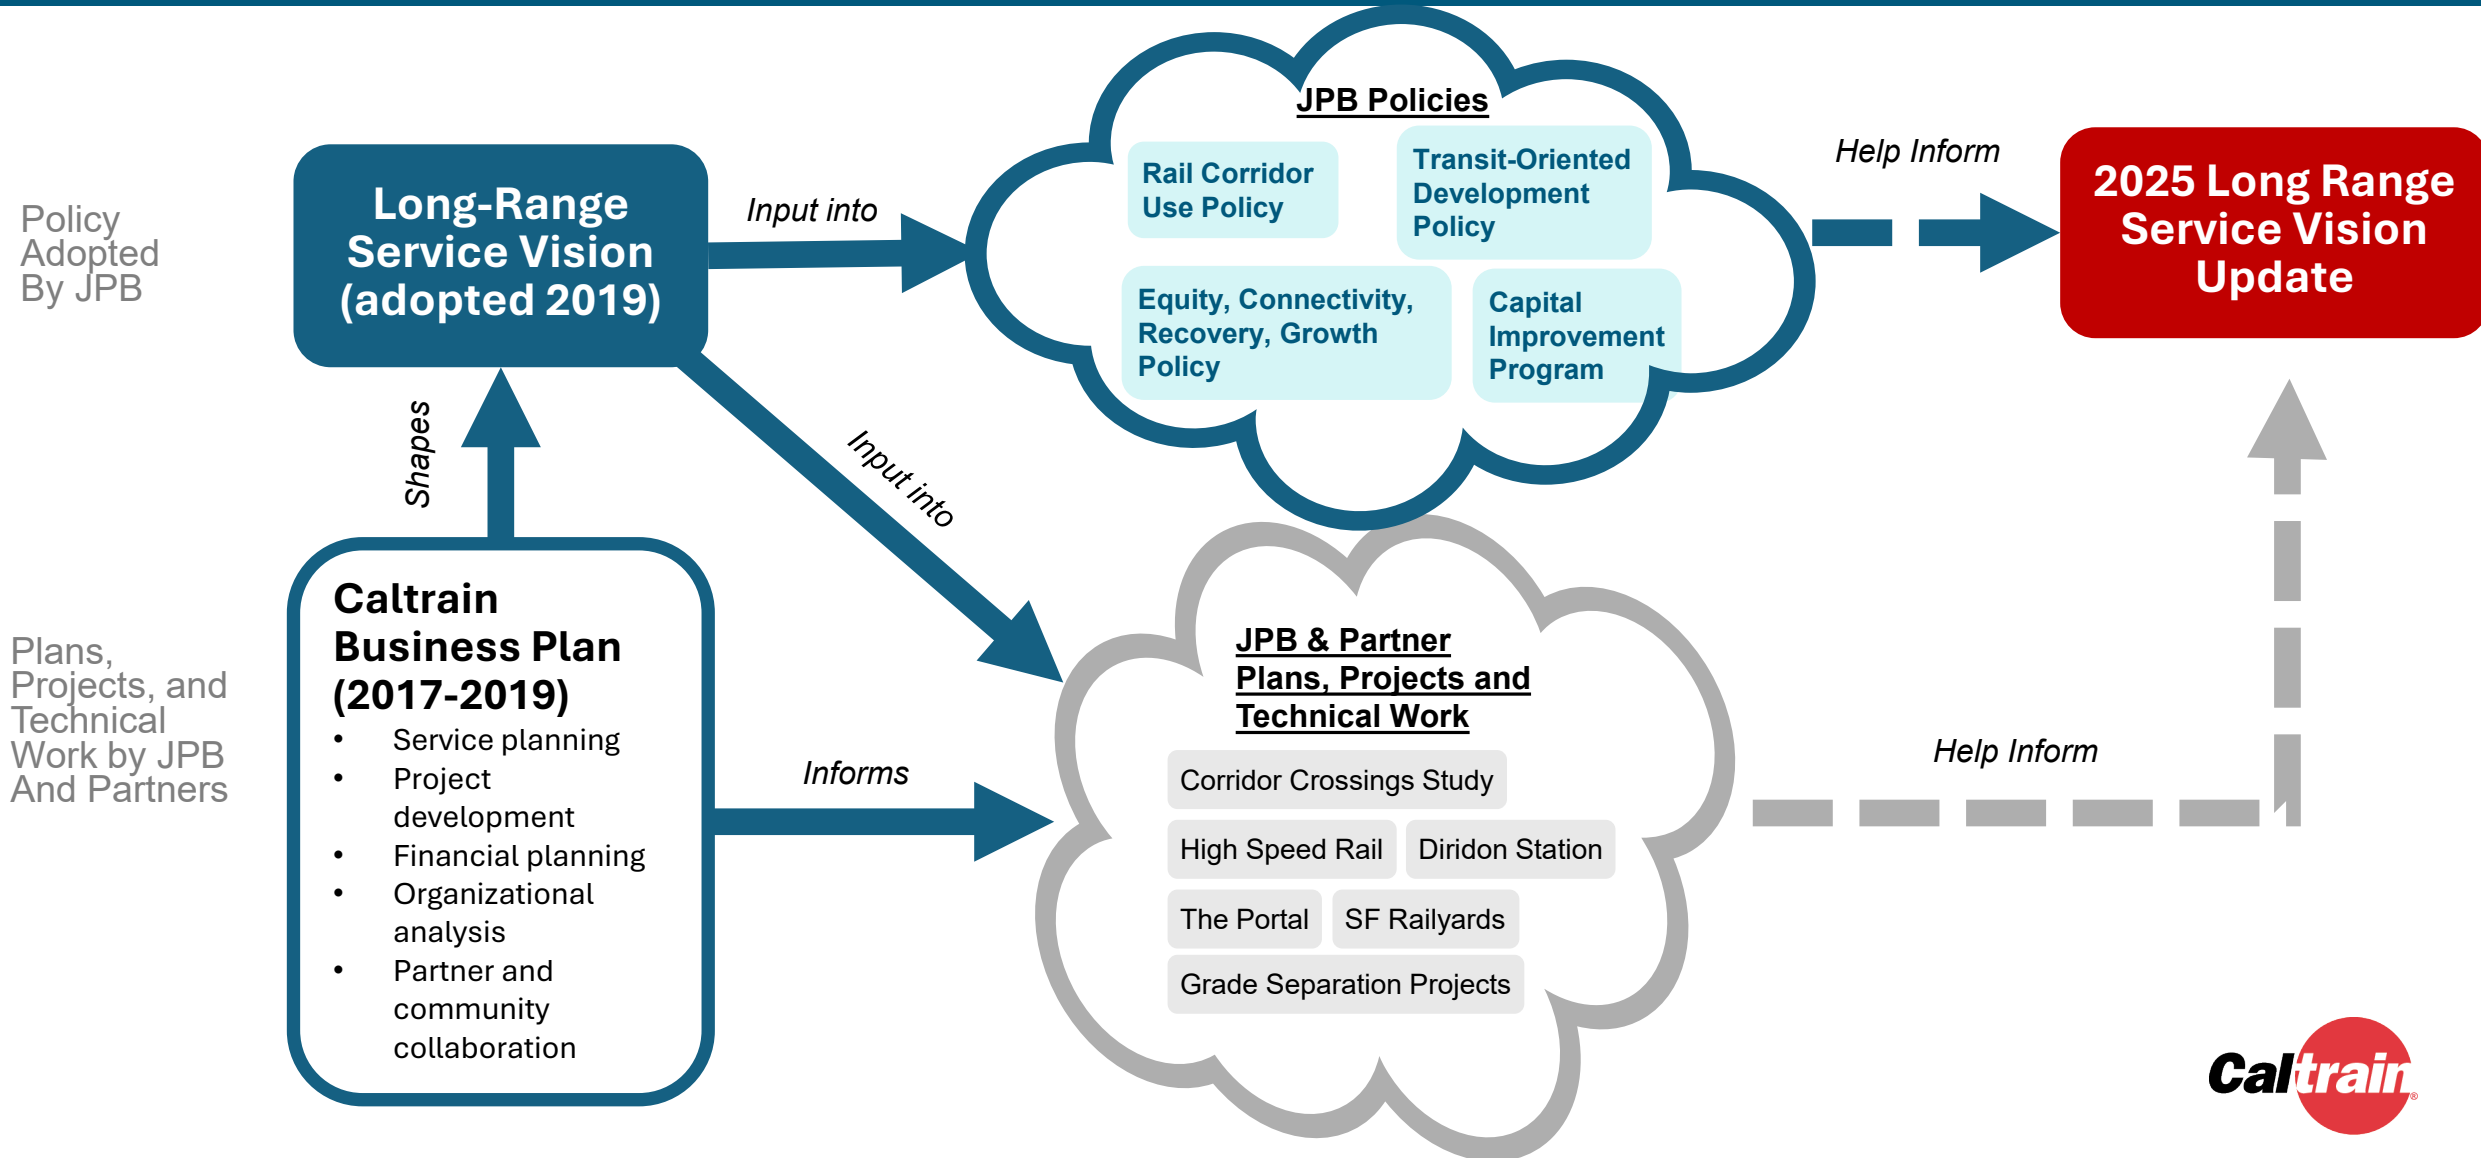 Policy
Adopted
By JPB
Long-Range
Service Vision
(adopted 2019)
Input into
JPB Policies
Rail Corridor
Use Policy
Transit-Oriented
Development
Policy
Equity, Connectivity,
Recovery, Growth
Policy
Capital
Improvement
Program
Help Inform
2025 Long Range
Service Vision
Update
Shapes
Input into
Plans,
Projects, and
Technical
Work by JPB
And Partners
Caltrain
Business Plan
(2017-2019)
• Service planning
• Project
development
• Financial planning
• Organizational
analysis
• Partner and
community
collaboration
Informs
JPB & Partner
Plans, Projects and
Technical Work
Corridor Crossings Study
High Speed Rail
Diridon Station
The Portal
SF Railyards
Grade Separation Projects
Help Inform
Caltrain®